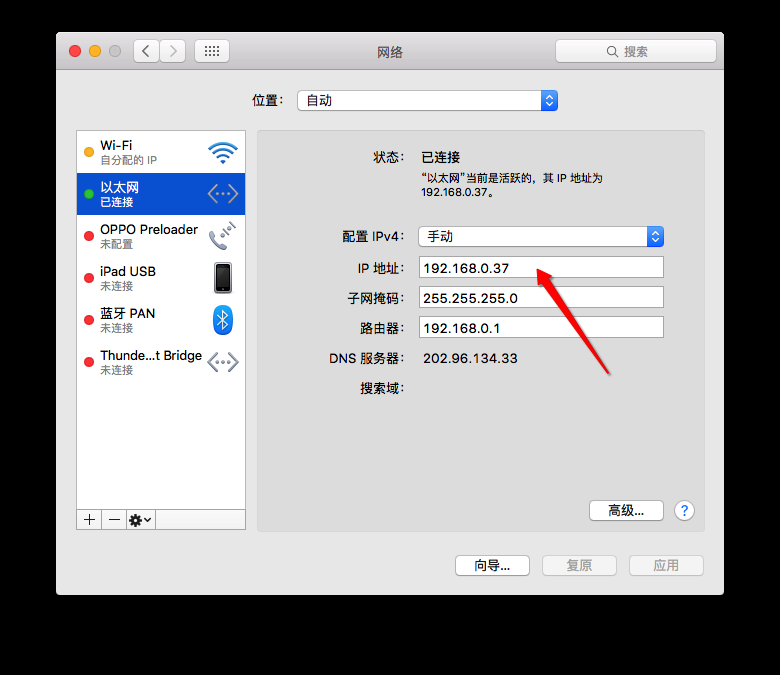 网络
搜索
位置： 自动
Wi-Fi
自分配的 IP
以太网
已连接
OPPO Preloader
未配置
iPad USB
未连接
蓝牙 PAN
未连接
Thunde...t Bridge
未连接
状态： 已连接
“以太网”当前是活跃的，其 IP 地址为
192.168.0.37。
配置 IPv4： 手动
IP 地址： 192.168.0.37
子网掩码： 255.255.255.0
路由器： 192.168.0.1
DNS 服务器： 202.96.134.33
搜索域：
高级... ?
向导... 复原 应用